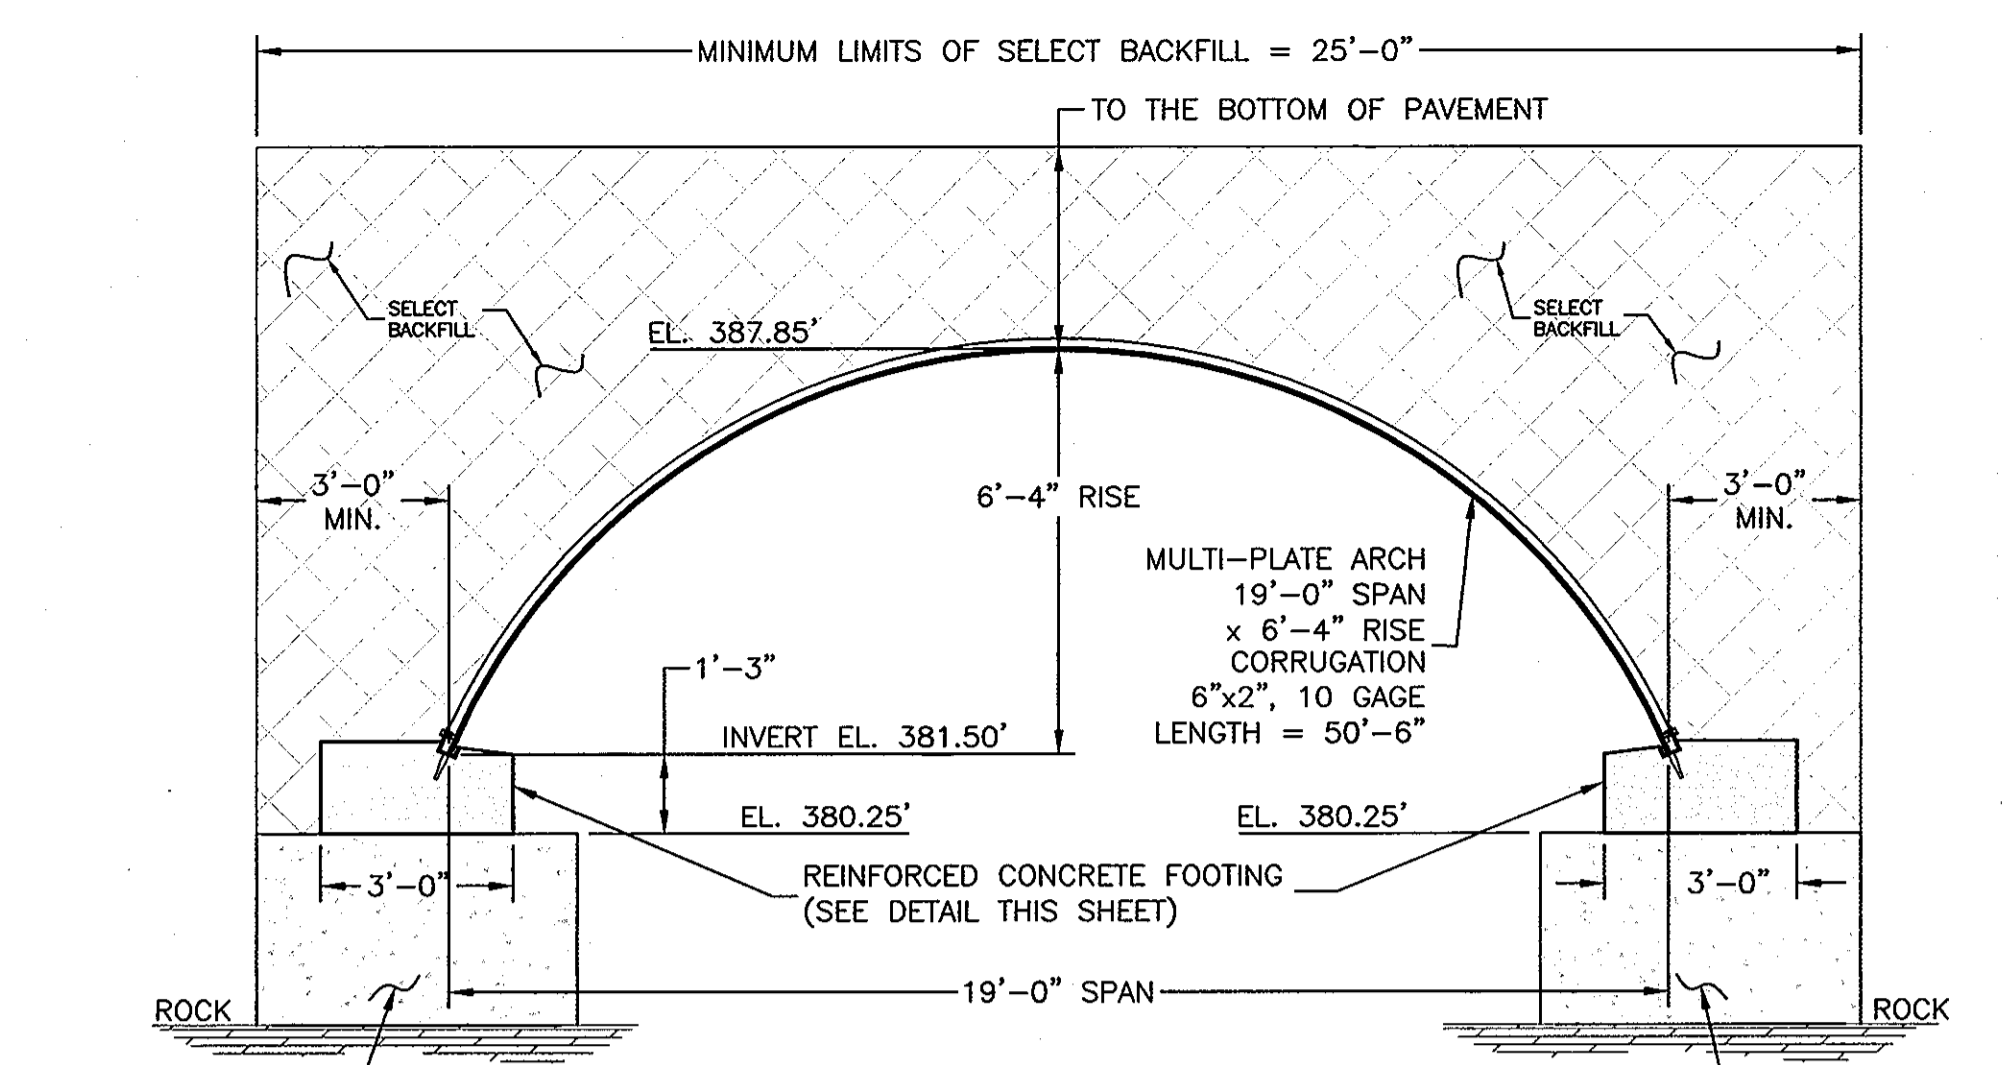 MINIMUM LIMITS OF SELECT BACKFILL = 25'-0"
TO THE BOTTOM OF PAVEMENT
SELECT
BACKFILL
SELECT
BACKFILL
EL. 387.85'
3'-0"
MIN.
6'-4" RISE
3'-0"
MIN.
MULTI-PLATE ARCH
19'-0" SPAN
x 6'-4" RISE
CORRUGATION
6"x2", 10 GAGE
LENGTH = 50'-6"
1'-3"
INVERT EL. 381.50'
EL. 380.25'
EL. 380.25'
3'-0"
REINFORCED CONCRETE FOOTING
(SEE DETAIL THIS SHEET)
3'-0"
19'-0" SPAN
ROCK
ROCK